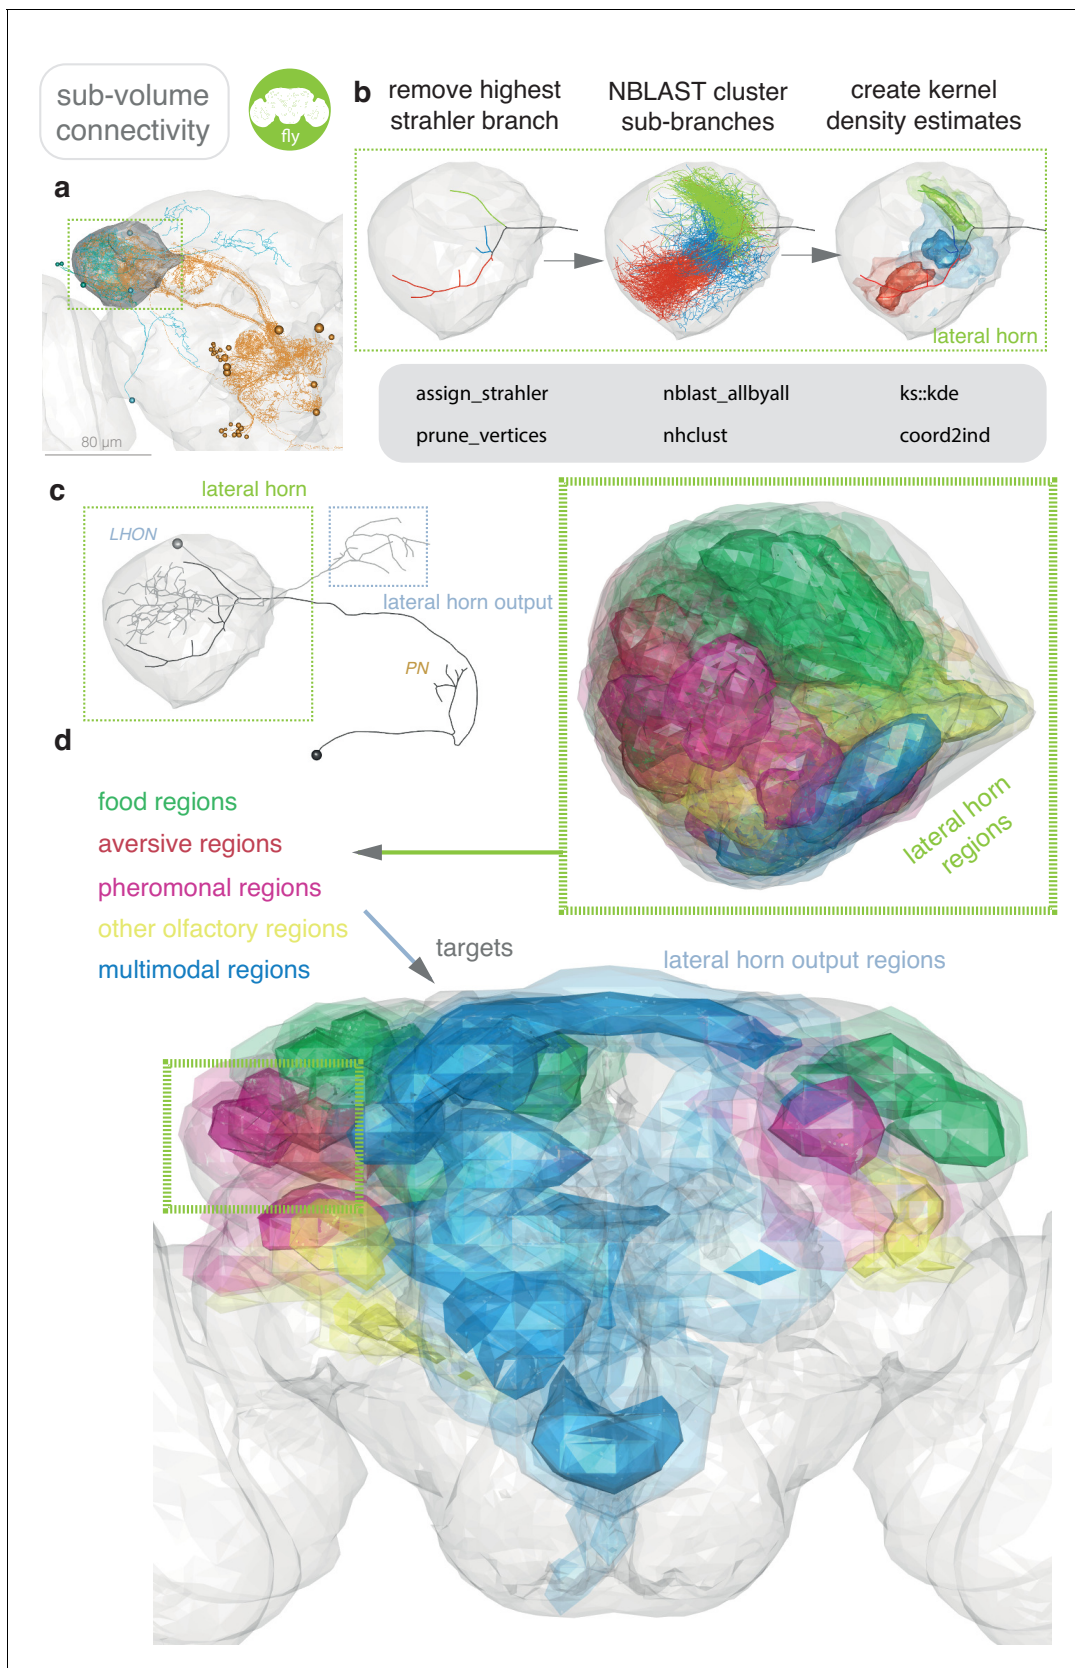 sub-volume
connectivity
fly
a
80 µm
b
remove highest
strahler branch
NBLAST cluster
sub-branches
create kernel
density estimates
lateral horn
assign_strahler
nblast_allbyall
ks::kde
prune_vertices
nhclust
coord2ind
c
lateral horn
LHON
lateral horn output
PN
lateral horn
regions
d
food regions
aversive regions
pheromonal regions
other olfactory regions
multimodal regions
targets
lateral horn output regions